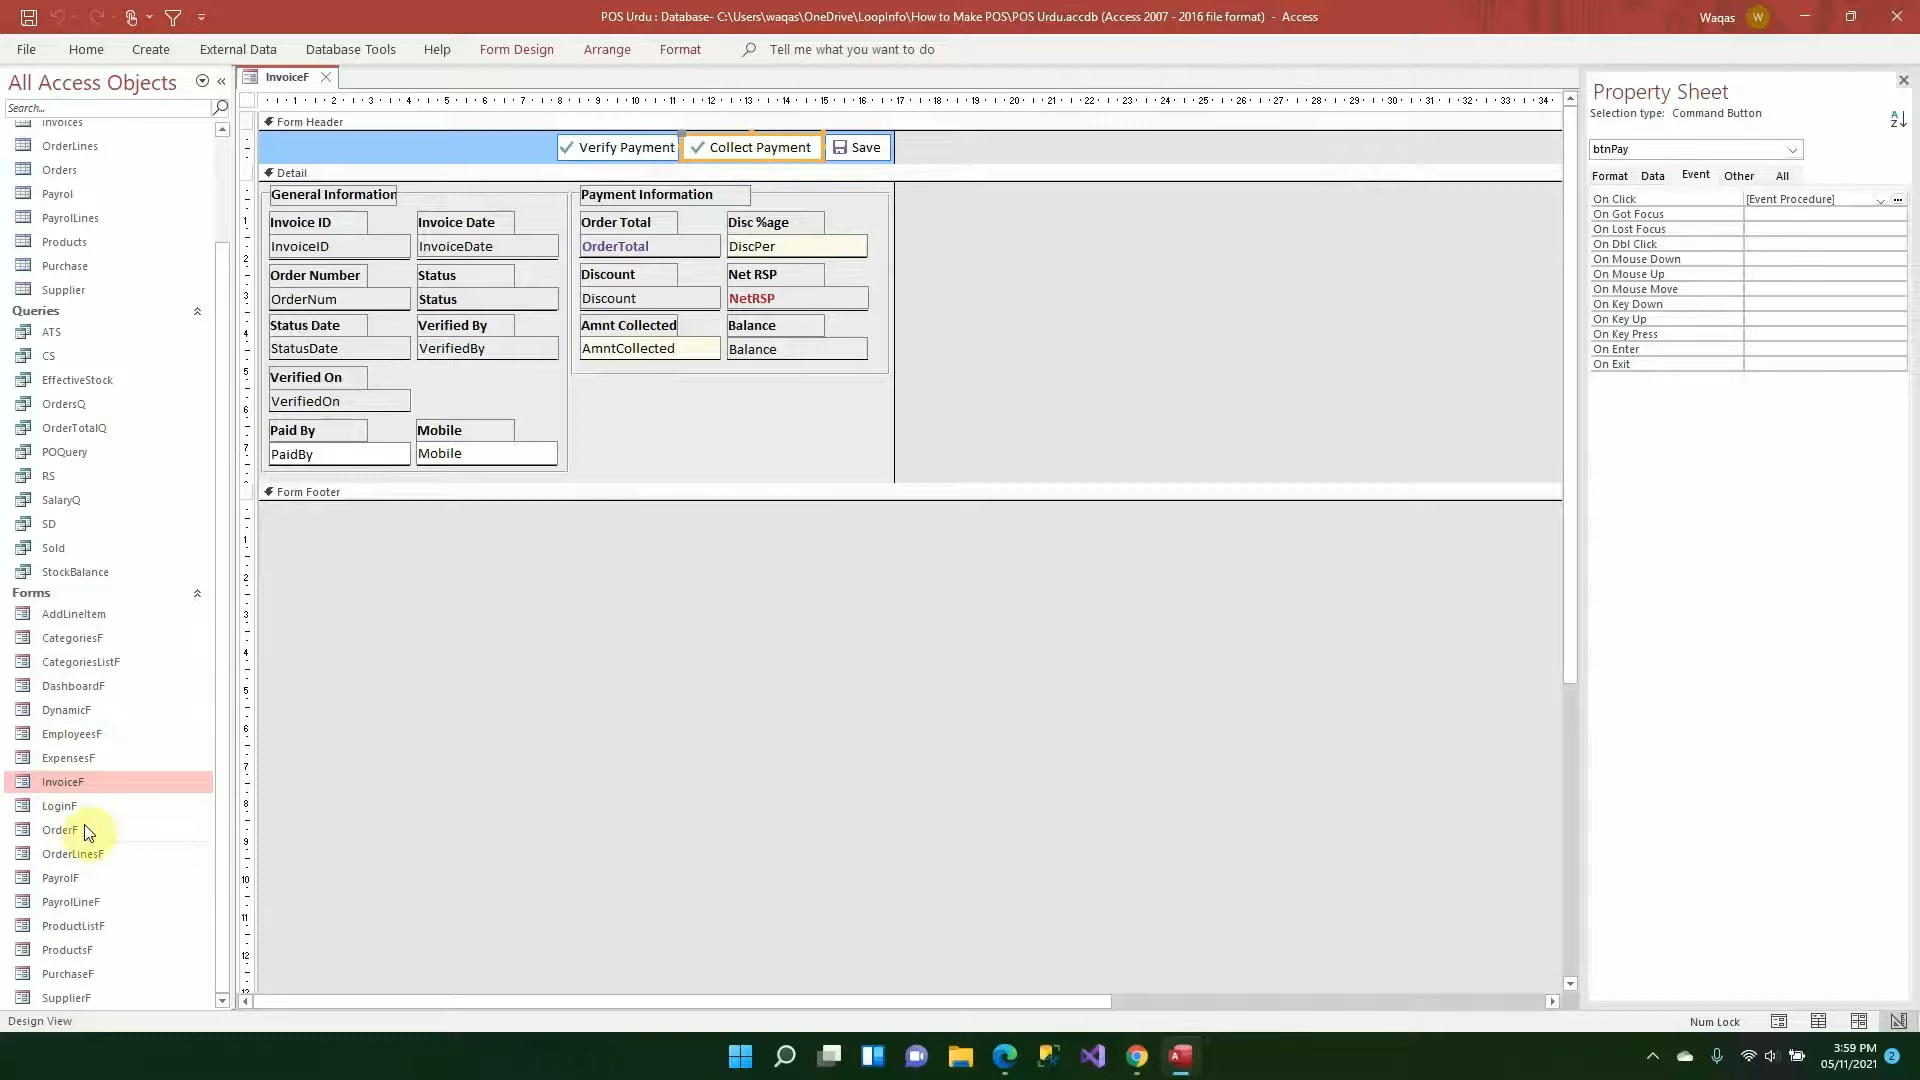 POS Urdu : Database- C:\Users\waqas\OneDrive\LoopInfo\How to Make POS\POS Urdu.accdb (Access 2007 - 2016 file format) - Access
Waqas
W
File
Home
Create
External Data
Database Tools
Help
Form Design
Arrange
Format
Tell me what you want to do
All Access Objects
Search...
Invoices
OrderLines
Orders
Payrol
PayrolLines
Products
Purchase
Supplier
Queries
ATS
CS
EffectiveStock
OrdersQ
OrderTotalQ
POQuery
RS
SalaryQ
SD
Sold
StockBalance
Forms
AddLineItem
CategoriesF
CategoriesListF
DashboardF
DynamicF
EmployeesF
ExpensesF
InvoiceF
LoginF
OrderF
OrderLinesF
PayrolF
PayrolLineF
ProductListF
ProductsF
PurchaseF
SupplierF
InvoiceF
Form Header
Verify Payment
Collect Payment
Save
Detail
General Information
Invoice ID
Invoice Date
InvoiceID
InvoiceDate
Order Number
Status
OrderNum
Status
Status Date
Verified By
StatusDate
VerifiedBy
Verified On
VerifiedOn
Paid By
Mobile
PaidBy
Mobile
Payment Information
Order Total
Disc %age
OrderTotal
DiscPer
Discount
Net RSP
Discount
NetRSP
Amnt Collected
Balance
AmntCollected
Balance
Form Footer
Property Sheet
Selection type: Command Button
btnPay
Format
Data
Event
Other
All
On Click
[Event Procedure]
On Got Focus
On Lost Focus
On Dbl Click
On Mouse Down
On Mouse Up
On Mouse Move
On Key Down
On Key Up
On Key Press
On Enter
On Exit
Design View
Num Lock
3:59 PM
05/11/2021
2